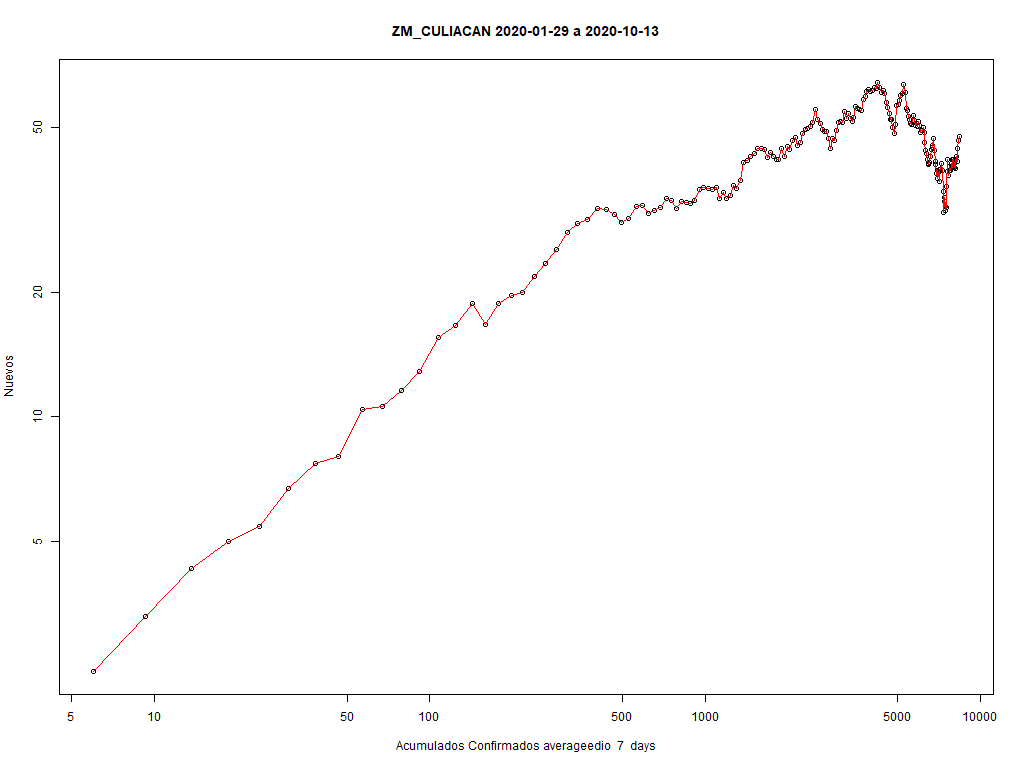 ZM_CULIACAN 2020-01-29 a 2020-10-13
Nuevos
50
20
10
5
5 10 50 100 500 1000 5000 10000
Acumulados Confirmados averageedio 7 days